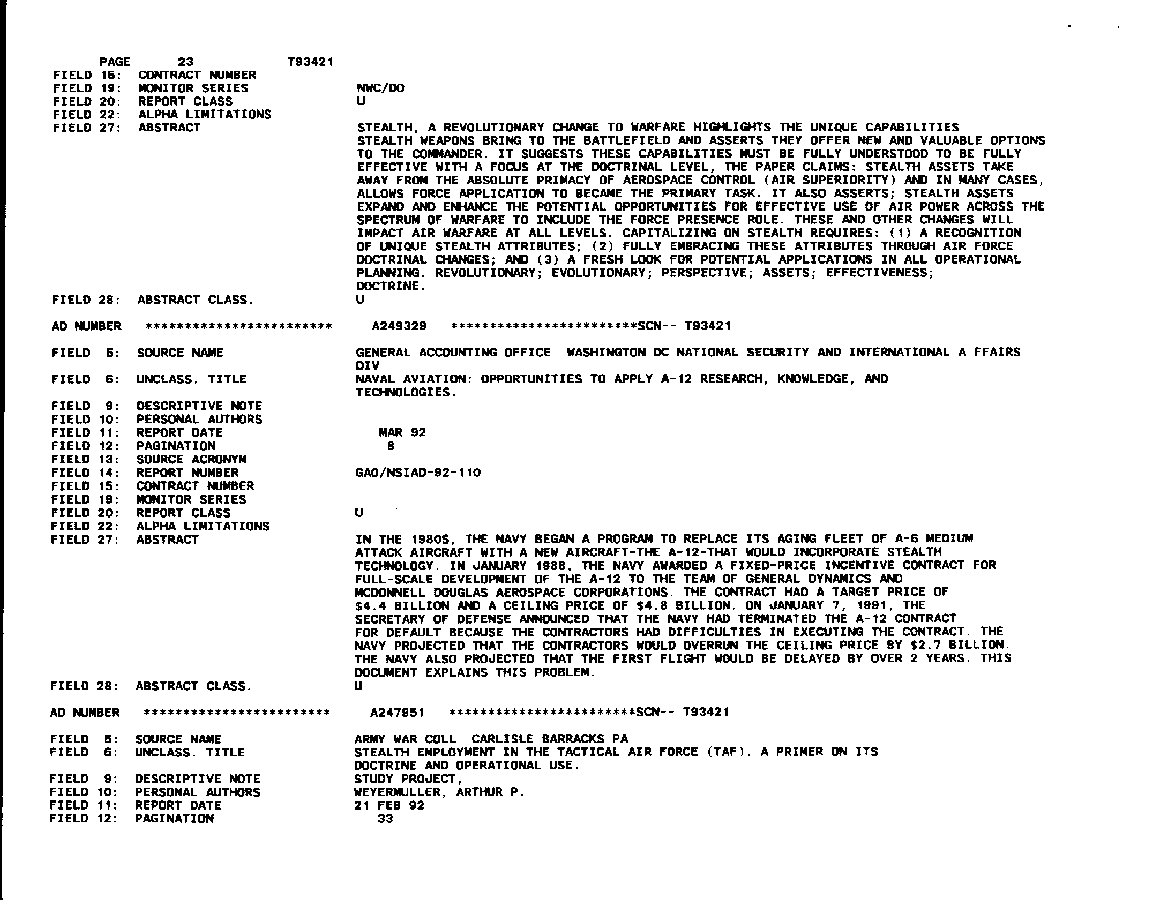 PAGE 23 T93421
FIELD 15: CONTRACT NUMBER
FIELD 19: MONITOR SERIES NWC/DO
FIELD 20: REPORT CLASS U
FIELD 22: ALPHA LIMITATIONS
FIELD 27: ABSTRACT STEALTH, A REVOLUTIONARY CHANGE TO WARFARE HIGHLIGHTS THE UNIQUE CAPABILITIES
STEALTH WEAPONS BRING TO THE BATTLEFIELD AND ASSERTS THEY OFFER NEW AND VALUABLE OPTIONS
TO THE COMMANDER. IT SUGGESTS THESE CAPABILITIES MUST BE FULLY UNDERSTOOD TO BE FULLY
EFFECTIVE WITH A FOCUS AT THE DOCTRINAL LEVEL, THE PAPER CLAIMS: STEALTH ASSETS TAKE
AWAY FROM THE ABSOLUTE PRIMACY OF AEROSPACE CONTROL (AIR SUPERIORITY) AND IN MANY CASES,
ALLOWS FORCE APPLICATION TO BECAME THE PRIMARY TASK. IT ALSO ASSERTS; STEALTH ASSETS
EXPAND AND ENHANCE THE POTENTIAL OPPORTUNITIES FOR EFFECTIVE USE OF AIR POWER ACROSS THE
SPECTRUM OF WARFARE TO INCLUDE THE FORCE PRESENCE ROLE. THESE AND OTHER CHANGES WILL
IMPACT AIR WARFARE AT ALL LEVELS. CAPITALIZING ON STEALTH REQUIRES: (1) A RECOGNITION
OF UNIQUE STEALTH ATTRIBUTES; (2) FULLY EMBRACING THESE ATTRIBUTES THROUGH AIR FORCE
DOCTRINAL CHANGES; AND (3) A FRESH LOOK FOR POTENTIAL APPLICATIONS IN ALL OPERATIONAL
PLANNING. REVOLUTIONARY; EVOLUTIONARY; PERSPECTIVE; ASSETS; EFFECTIVENESS;
DOCTRINE.
FIELD 28: ABSTRACT CLASS. U
AD NUMBER ************************ A249329 ************************SCN-- T93421
FIELD 5: SOURCE NAME GENERAL ACCOUNTING OFFICE WASHINGTON DC NATIONAL SECURITY AND INTERNATIONAL A FFAIRS
DIV
FIELD 6: UNCLASS. TITLE NAVAL AVIATION: OPPORTUNITIES TO APPLY A-12 RESEARCH, KNOWLEDGE, AND
TECHNOLOGIES.
FIELD 9: DESCRIPTIVE NOTE
FIELD 10: PERSONAL AUTHORS
FIELD 11: REPORT DATE MAR 92
FIELD 12: PAGINATION 8
FIELD 13: SOURCE ACRONYM
FIELD 14: REPORT NUMBER GAO/NSIAD-92-110
FIELD 15: CONTRACT NUMBER
FIELD 19: MONITOR SERIES
FIELD 20: REPORT CLASS U
FIELD 22: ALPHA LIMITATIONS
FIELD 27: ABSTRACT IN THE 1980S, THE NAVY BEGAN A PROGRAM TO REPLACE ITS AGING FLEET OF A-6 MEDIUM
ATTACK AIRCRAFT WITH A NEW AIRCRAFT-THE A-12-THAT WOULD INCORPORATE STEALTH
TECHNOLOGY. IN JANUARY 1988, THE NAVY AWARDED A FIXED-PRICE INCENTIVE CONTRACT FOR
FULL-SCALE DEVELOPMENT OF THE A-12 TO THE TEAM OF GENERAL DYNAMICS AND
MCDONNELL DOUGLAS AEROSPACE CORPORATIONS. THE CONTRACT HAD A TARGET PRICE OF
$4.4 BILLION AND A CEILING PRICE OF $4.8 BILLION. ON JANUARY 7, 1991, THE
SECRETARY OF DEFENSE ANNOUNCED THAT THE NAVY HAD TERMINATED THE A-12 CONTRACT
FOR DEFAULT BECAUSE THE CONTRACTORS HAD DIFFICULTIES IN EXECUTING THE CONTRACT. THE
NAVY PROJECTED THAT THE CONTRACTORS WOULD OVERRUN THE CEILING PRICE BY $2.7 BILLION.
THE NAVY ALSO PROJECTED THAT THE FIRST FLIGHT WOULD BE DELAYED BY OVER 2 YEARS. THIS
DOCUMENT EXPLAINS THIS PROBLEM.
FIELD 28: ABSTRACT CLASS. U
AD NUMBER ************************ A247951 ************************SCN-- T93421
FIELD 5: SOURCE NAME ARMY WAR COLL CARLISLE BARRACKS PA
FIELD 6: UNCLASS. TITLE STEALTH EMPLOYMENT IN THE TACTICAL AIR FORCE (TAF). A PRIMER ON ITS
DOCTRINE AND OPERATIONAL USE.
FIELD 9: DESCRIPTIVE NOTE STUDY PROJECT,
FIELD 10: PERSONAL AUTHORS WEYERMULLER, ARTHUR P.
FIELD 11: REPORT DATE 21 FEB 92
FIELD 12: PAGINATION 33